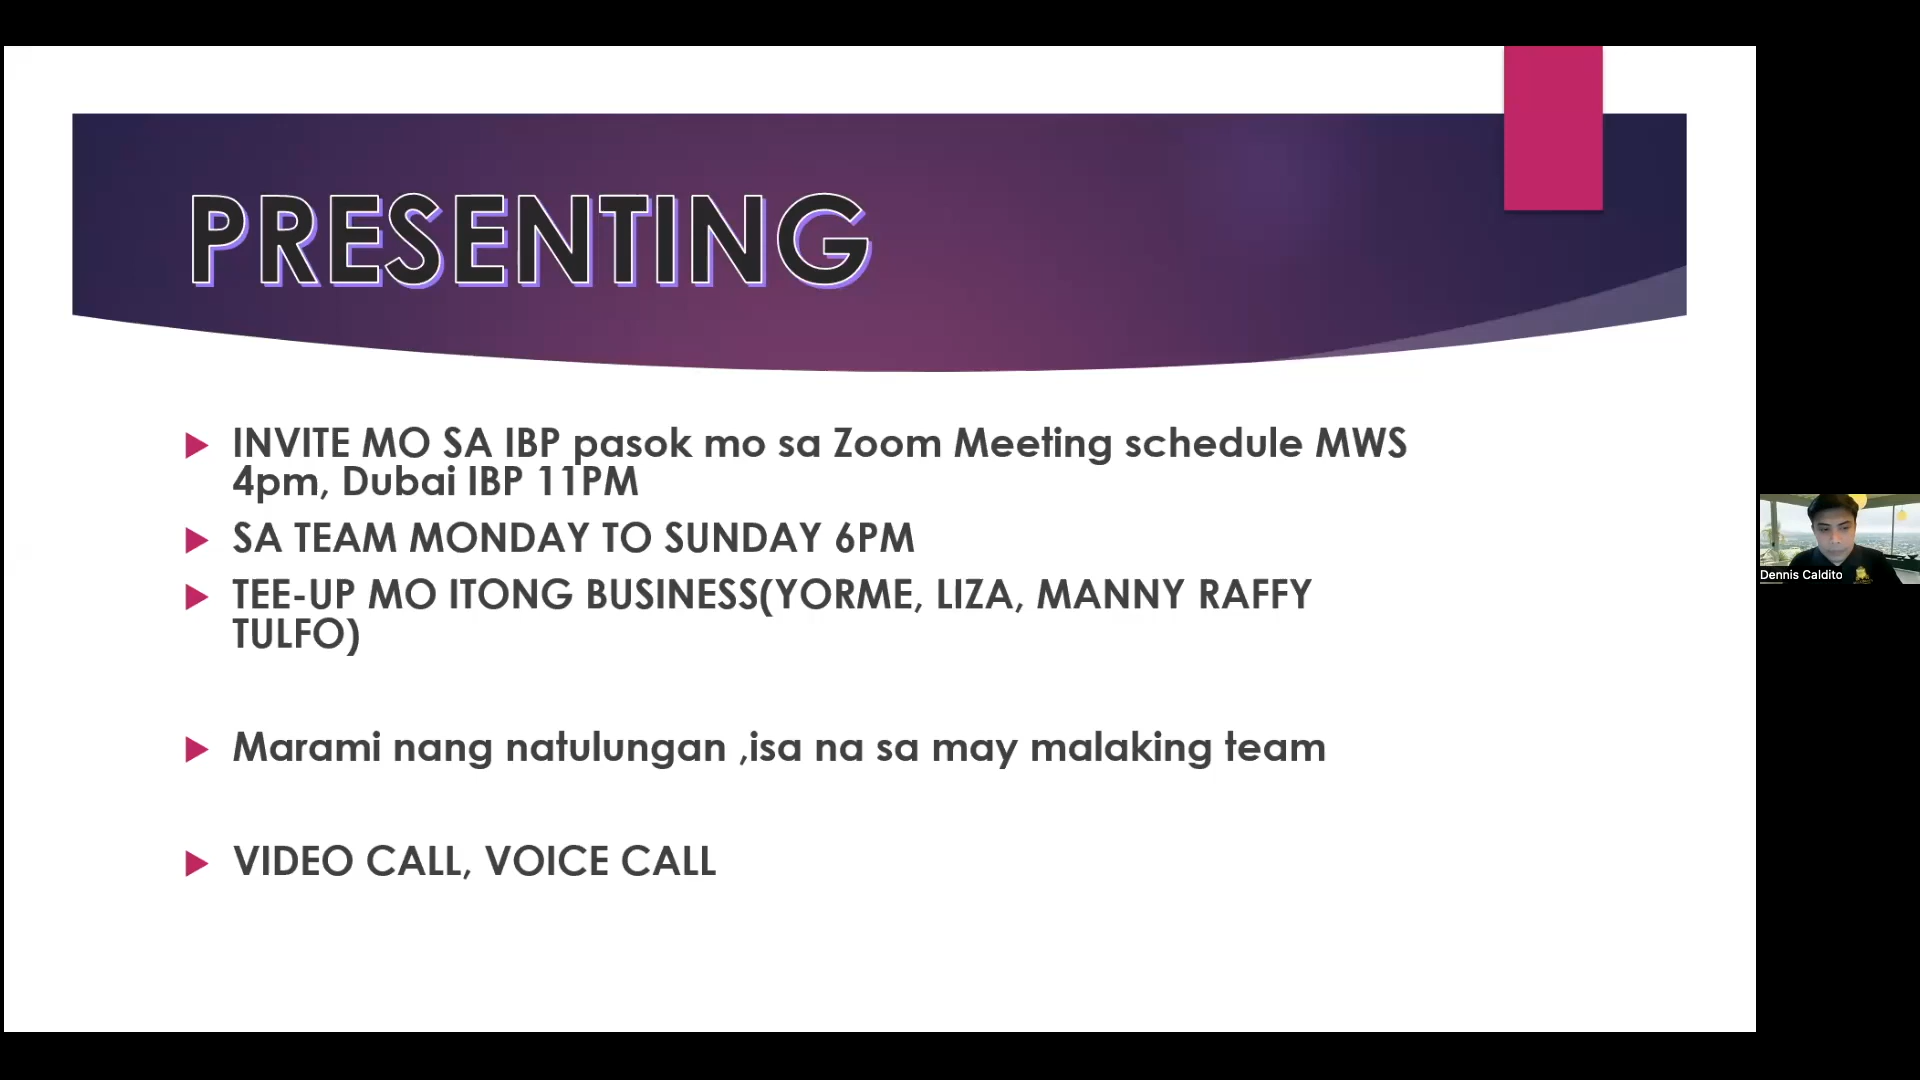 PRESENTING
INVITE MO SA IBP pasok mo sa Zoom Meeting schedule MWS
4pm, Dubai IBP 11PM
SA TEAM MONDAY TO SUNDAY 6PM
TEE-UP MO ITONG BUSINESS(YORME, LIZA, MANNY RAFFY
TULFO)
Marami nang natulungan ,isa na sa may malaking team
VIDEO CALL, VOICE CALL
Dennis Caldito